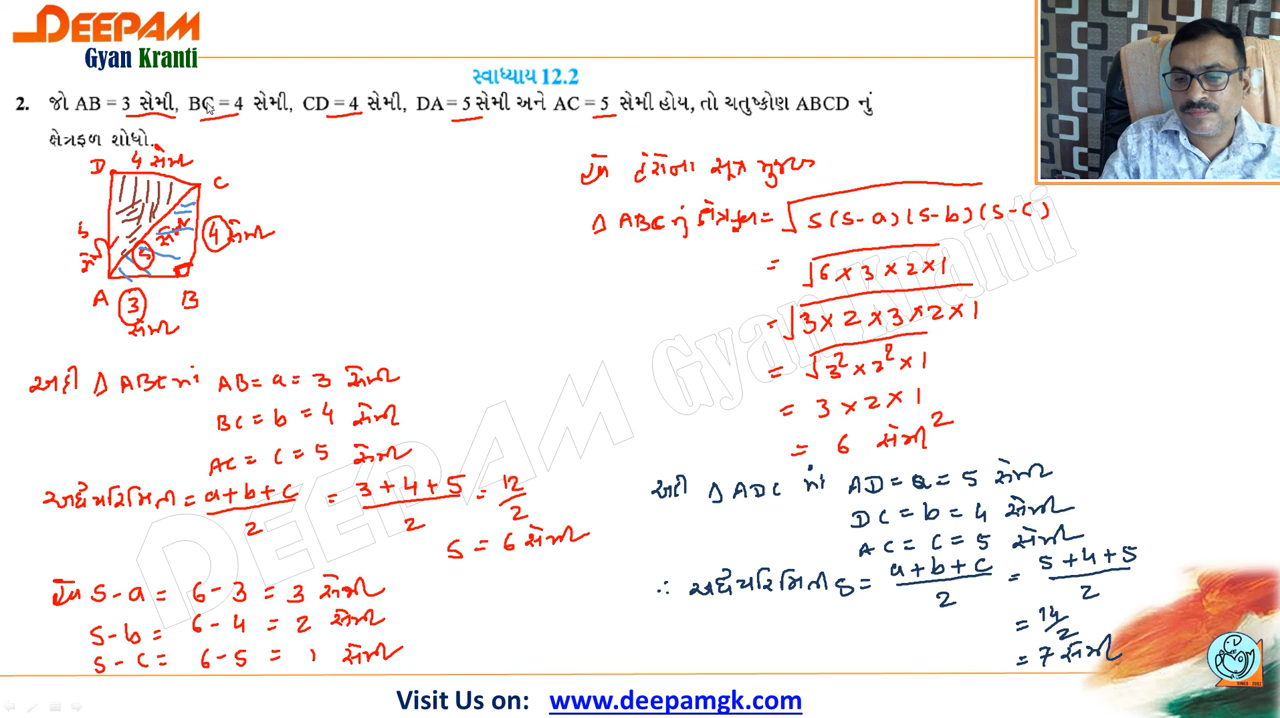 DEEPAM
Gyan Kranti
સ્વાધ્યાય 12.2
2. જો AB = 3 સેમી, BC = 4 સેમી, CD = 4 સેમી, DA = 5 સેમી અને AC = 5 સેમી હોય, તો ચતુષ્કોણ ABCD નું
ક્ષેત્રફળ શોધો.
D 4 સેમી C
5 સેમી
5 સેમી
4 સેમી
A 3 B
સેમી
અહી Δ ABC માં AB = a = 3 સેમી
BC = b = 4 સેમી
AC = c = 5 સેમી
અર્ધપરિમિતી = a+b+c / 2 = 3+4+5 / 2 = 12/2
S = 6 સેમી
S-a = 6-3 = 3 સેમી
S-b = 6-4 = 2 સેમી
S-c = 6-5 = 1 સેમી
હેરોના સૂત્ર મુજબ
Δ ABC નું ક્ષેત્રફળ = √S(S-a)(S-b)(S-c)
= √6×3×2×1
= √3×2×3×2×1
= √3²×2²×1
= 3×2×1
= 6 સેમી²
અહી Δ ADC માં AD = a = 5 સેમી
DC = b = 4 સેમી
AC = c = 5 સેમી
∴ અર્ધપરિમિતી S = a+b+c / 2 = 5+4+5 / 2
= 14/2
= 7 સેમી
DEEPAM Gyan Kranti
Visit Us on: www.deepamgk.com